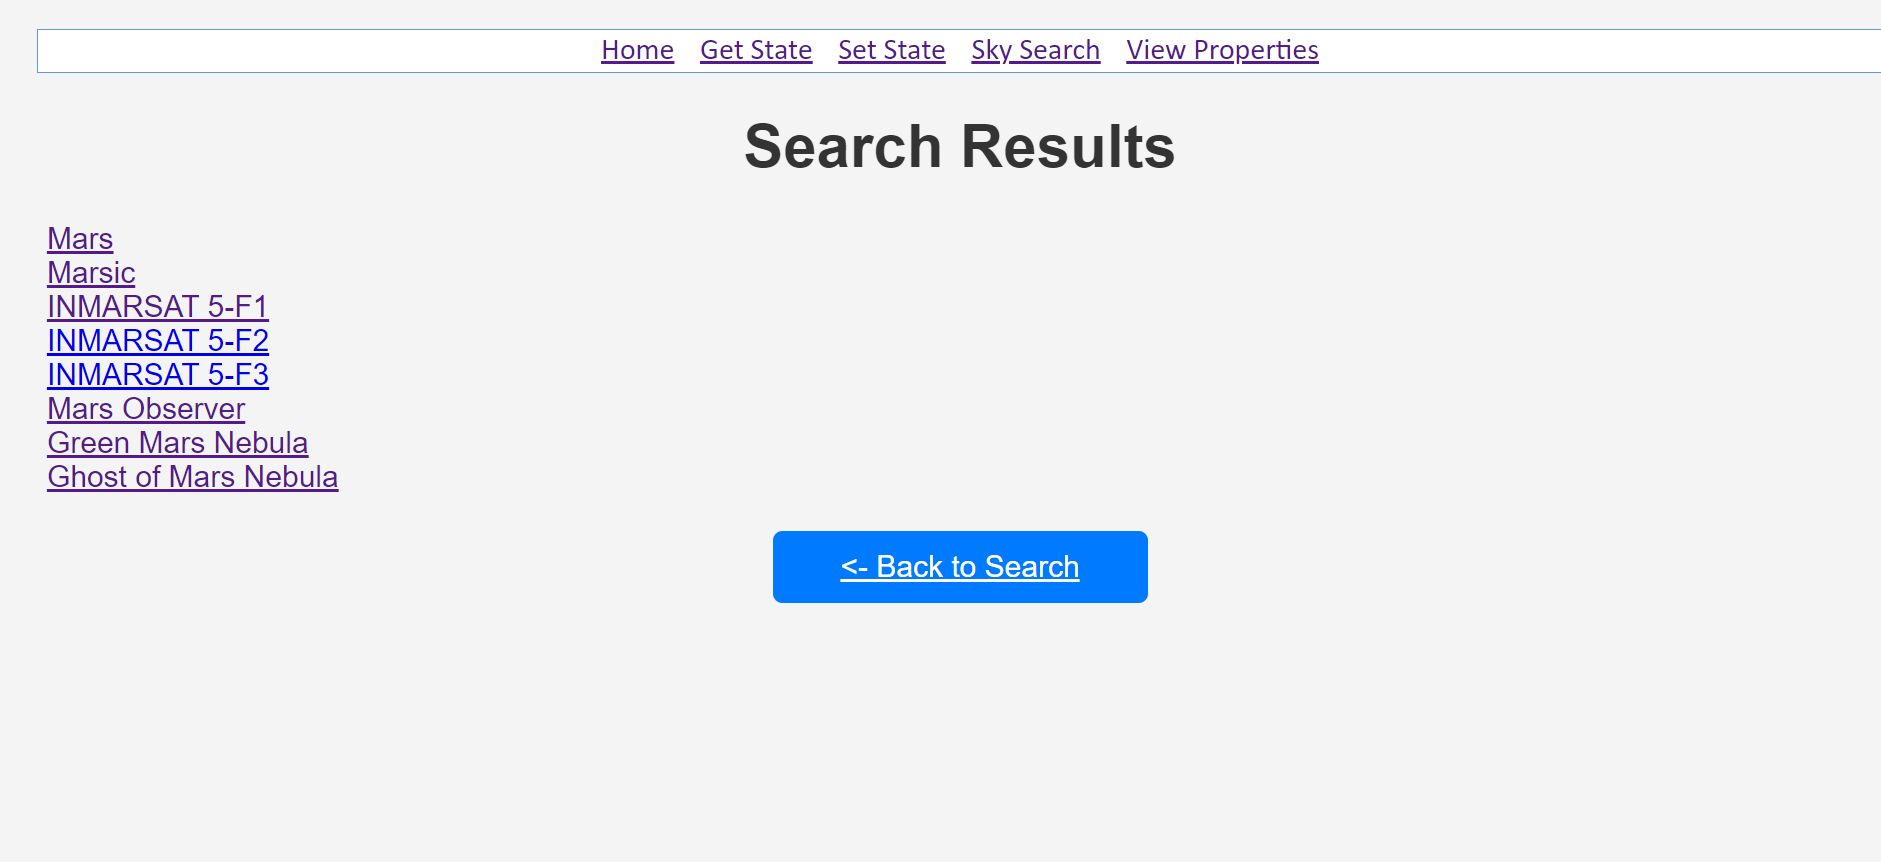 Home Get State Set State Sky Search View Properties
Search Results
Mars
Marsic
INMARSAT 5-F1
INMARSAT 5-F2
INMARSAT 5-F3
Mars Observer
Green Mars Nebula
Ghost of Mars Nebula
<- Back to Search